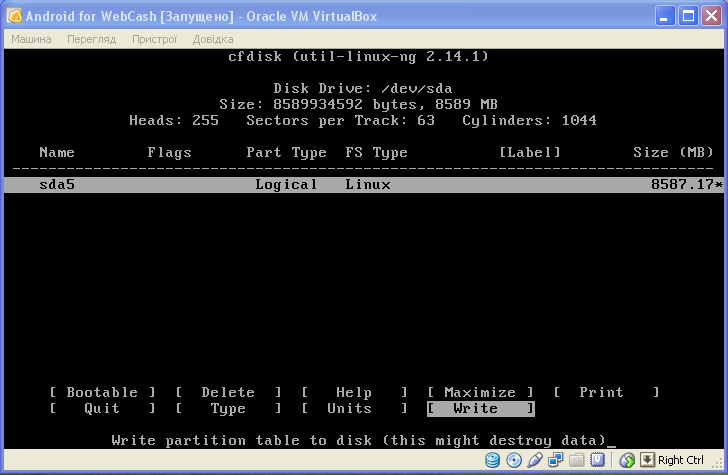 Android for WebCash [Запущено] - Oracle VM VirtualBox
Машина Перегляд Пристрої Довідка
cfdisk (util-linux-ng 2.14.1)
Disk Drive: /dev/sda
Size: 8589934592 bytes, 8589 MB
Heads: 255 Sectors per Track: 63 Cylinders: 1044
Name Flags Part Type FS Type [Label] Size (MB)
sda5 Logical Linux 8587.17*
[ Bootable ] [ Delete ] [ Help ] [ Maximize ] [ Print ]
[ Quit ] [ Type ] [ Units ] [ Write ]
Write partition table to disk (this might destroy data)_
Right Ctrl